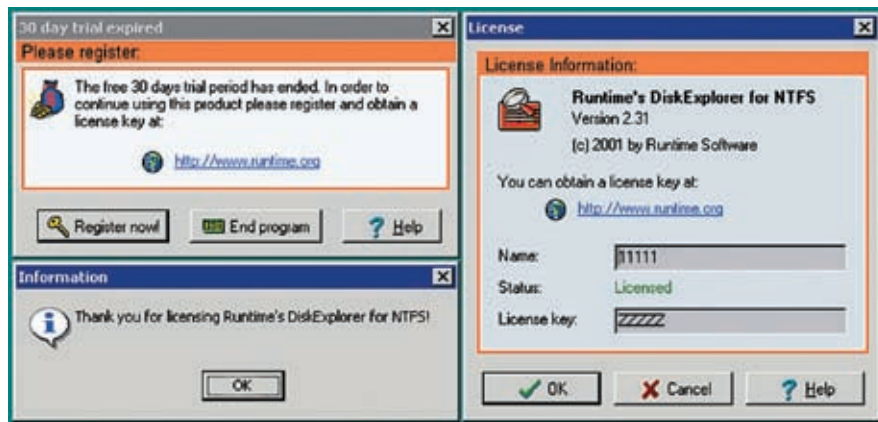 30 day trial expired
Please register:
The free 30 days trial period has ended. In order to
continue using this product please register and obtain a
license key at:
http://www.runtime.org
Register now!
End program
Help
Information
Thank you for licensing Runtime's DiskExplorer for NTFS!
OK
License
License Information:
Runtime's DiskExplorer for NTFS
Version 2.31
(c) 2001 by Runtime Software
You can obtain a license key at:
http://www.runtime.org
Name:
11111
Status:
Licensed
License key:
ZZZZZ
OK
Cancel
Help